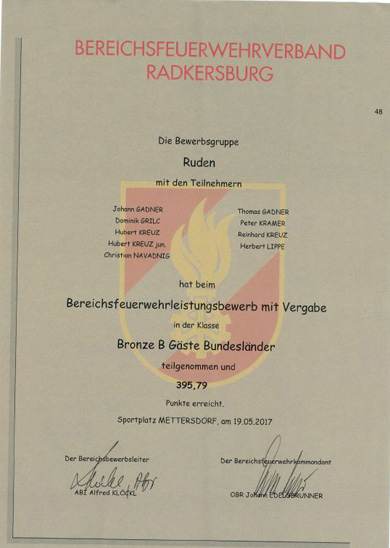 BEREICHSFEUERWEHRVERBAND
RADKERSBURG
48
Die Bewerbsgruppe
Ruden
mit den Teilnehmern
Johann GADNER
Dominik GRILC
Hubert KREUZ
Hubert KREUZ jun.
Christian NAVADNIG
Thomas GADNER
Peter KRAMER
Reinhard KREUZ
Herbert LIPPE
hat beim
Bereichsfeuerwehrleistungsbewerb mit Vergabe
in der Klasse
Bronze B Gäste Bundesländer
teilgenommen und
395,79
Punkte erreicht.
Sportplatz METTERSDORF, am 19.05.2017
Der Bereichsbewerbsleiter
ABI Alfred KLÖCKL
Der Bereichsfeuerwehrkommandant
OBR Johann EDELSBRUNNER